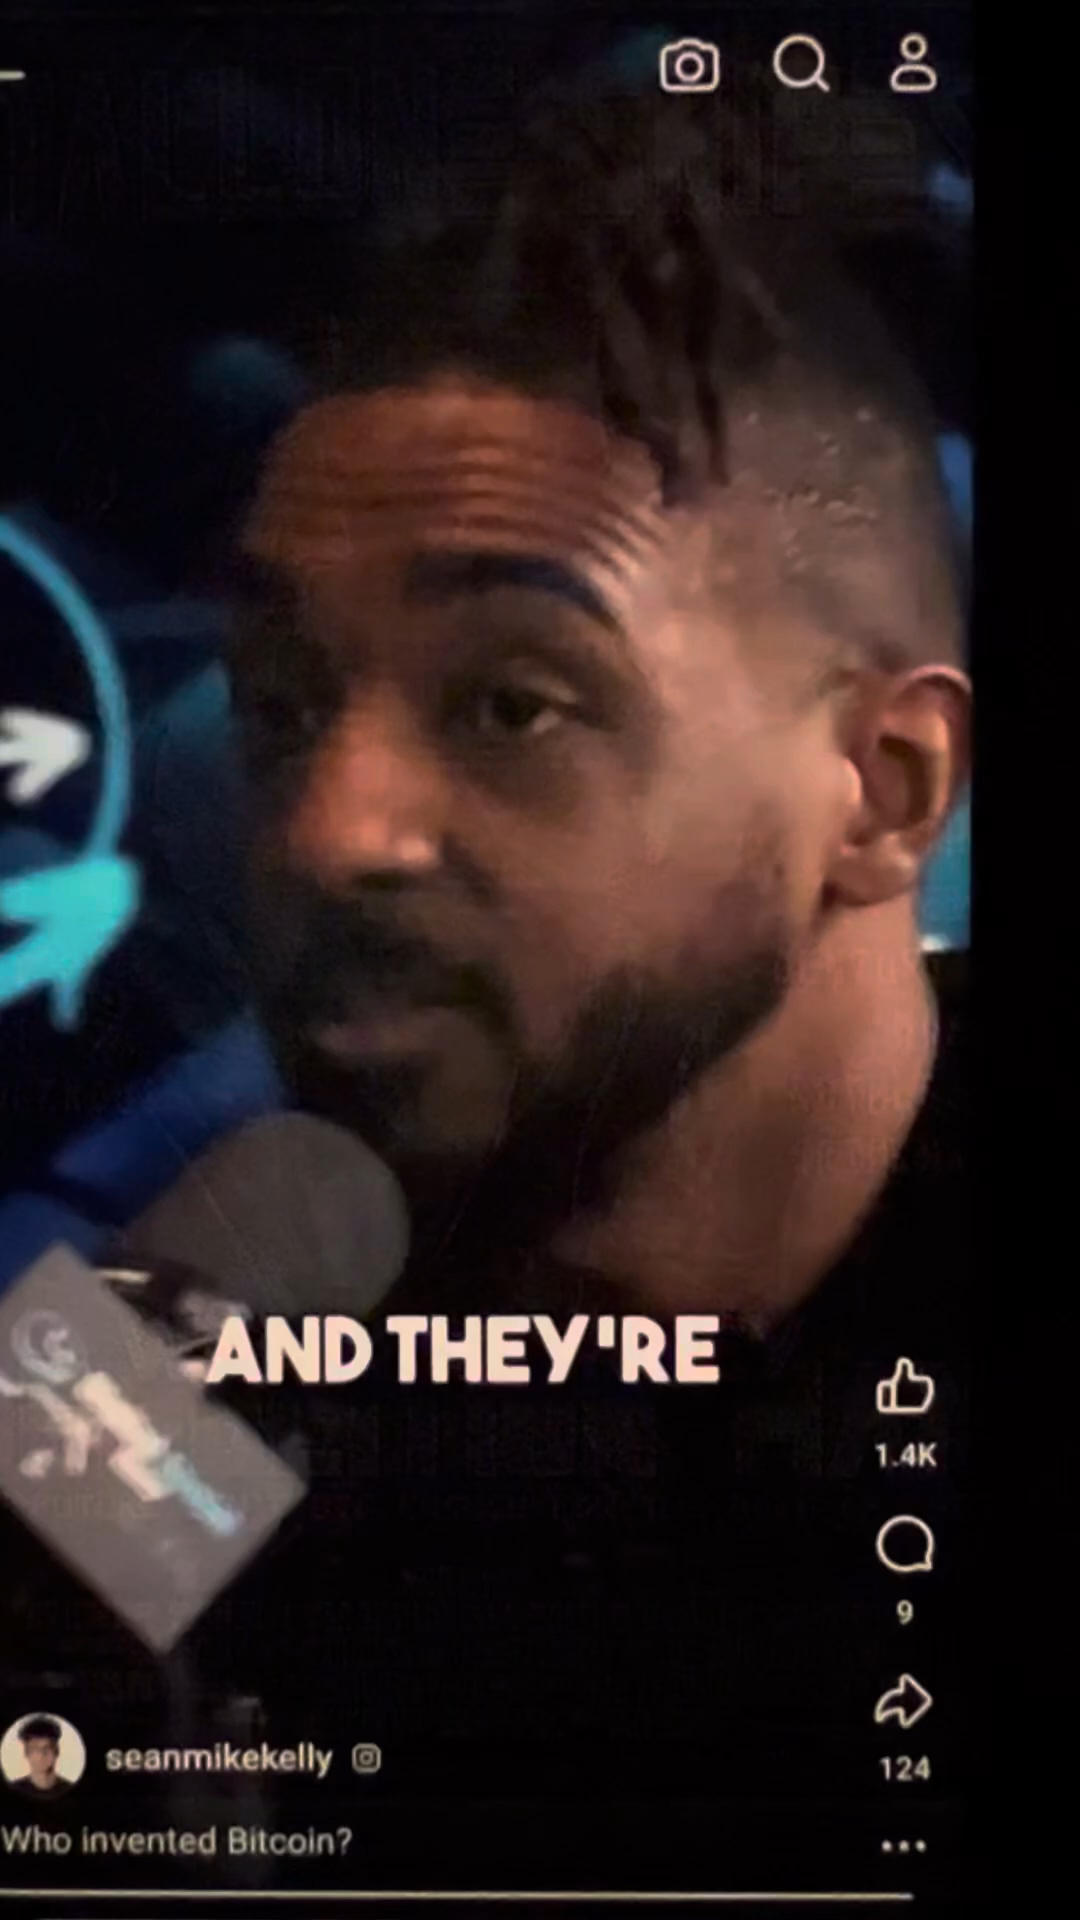 AND THEY'RE
1.4K
9
124
seanmikekelly
Who invented Bitcoin?